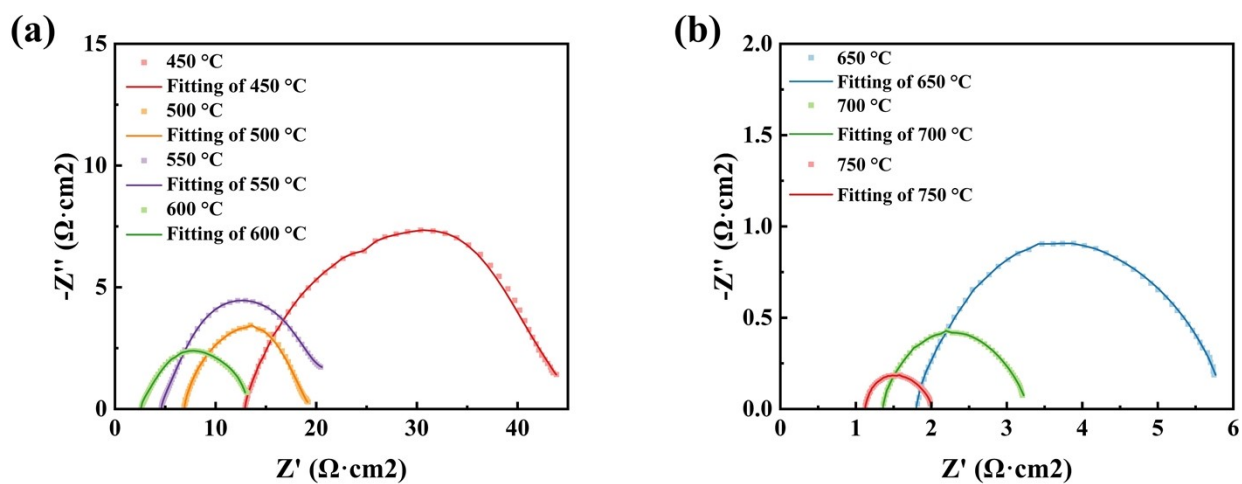 (a)
15
10
5
0
-Z'' (Ω·cm2)
450 °C
Fitting of 450 °C
500 °C
Fitting of 500 °C
550 °C
Fitting of 550 °C
600 °C
Fitting of 600 °C
0 10 20 30 40
Z' (Ω·cm2)
(b)
2.0
1.5
1.0
0.5
0.0
-Z'' (Ω·cm2)
650 °C
Fitting of 650 °C
700 °C
Fitting of 700 °C
750 °C
Fitting of 750 °C
0 1 2 3 4 5 6
Z' (Ω·cm2)